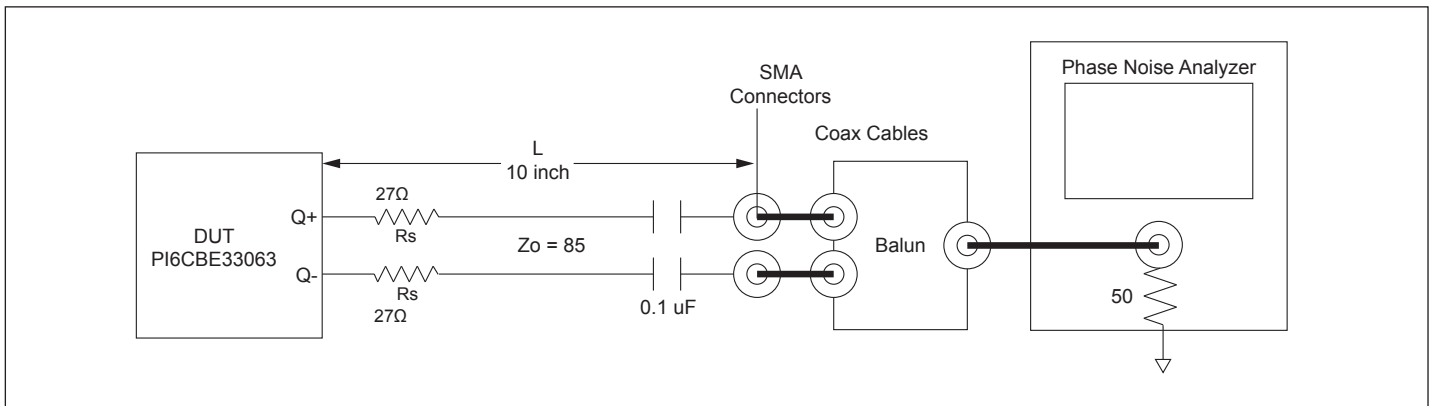 Phase Noise Analyzer
SMA
Connectors
Coax Cables
L
10 inch
27Ω
Rs
Q+
DUT
PI6CBE33063
Q-
Zo = 85
Rs
27Ω
0.1 uF
Balun
50